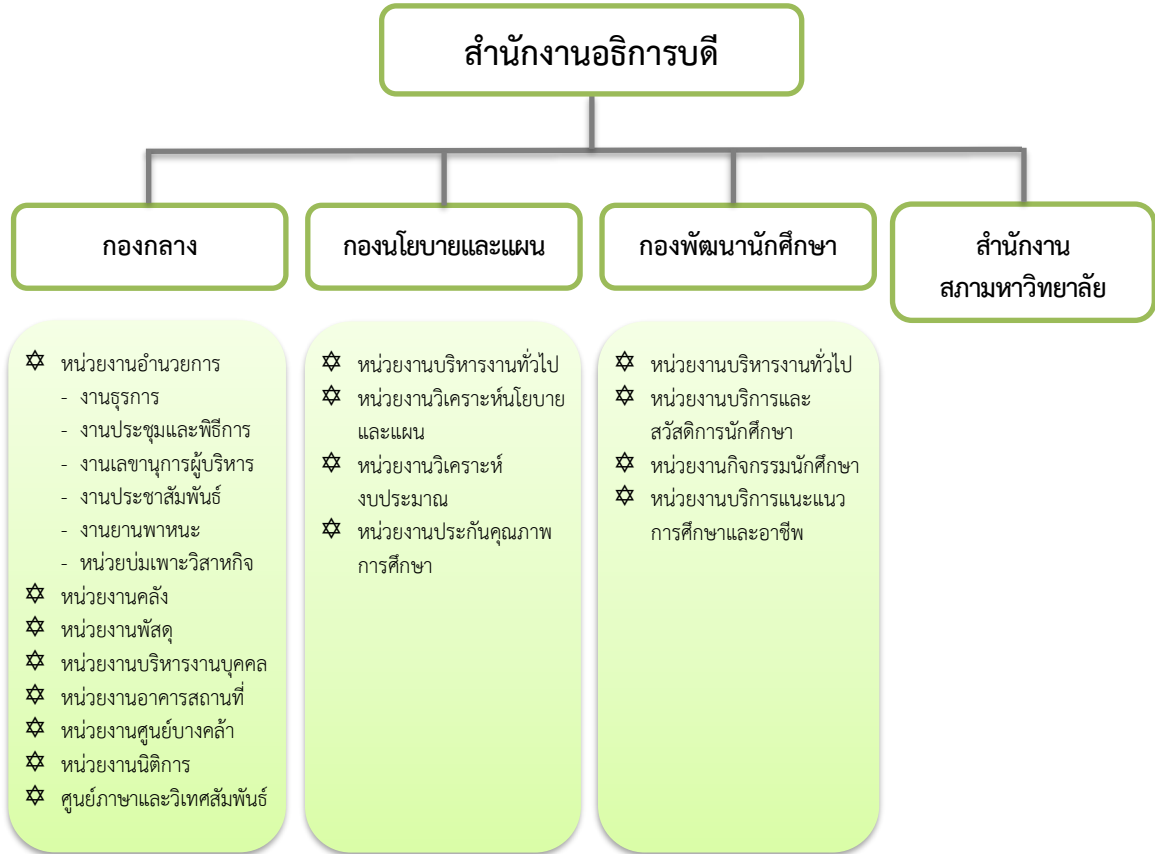 สำนักงานอธิการบดี
กองกลาง
กองนโยบายและแผน
กองพัฒนานักศึกษา
สำนักงาน
สภามหาวิทยาลัย
✡ หน่วยงานอำนวยการ
- งานธุรการ
- งานประชุมและพิธีการ
- งานเลขานุการผู้บริหาร
- งานประชาสัมพันธ์
- งานยานพาหนะ
- หน่วยบ่มเพาะวิสาหกิจ
✡ หน่วยงานคลัง
✡ หน่วยงานพัสดุ
✡ หน่วยงานบริหารงานบุคคล
✡ หน่วยงานอาคารสถานที่
✡ หน่วยงานศูนย์บางคล้า
✡ หน่วยงานนิติการ
✡ ศูนย์ภาษาและวิเทศสัมพันธ์
✡ หน่วยงานบริหารงานทั่วไป
✡ หน่วยงานวิเคราะห์นโยบาย
และแผน
✡ หน่วยงานวิเคราะห์
งบประมาณ
✡ หน่วยงานประกันคุณภาพ
การศึกษา
✡ หน่วยงานบริหารงานทั่วไป
✡ หน่วยงานบริการและ
สวัสดิการนักศึกษา
✡ หน่วยงานกิจกรรมนักศึกษา
✡ หน่วยงานบริการแนะแนว
การศึกษาและอาชีพ